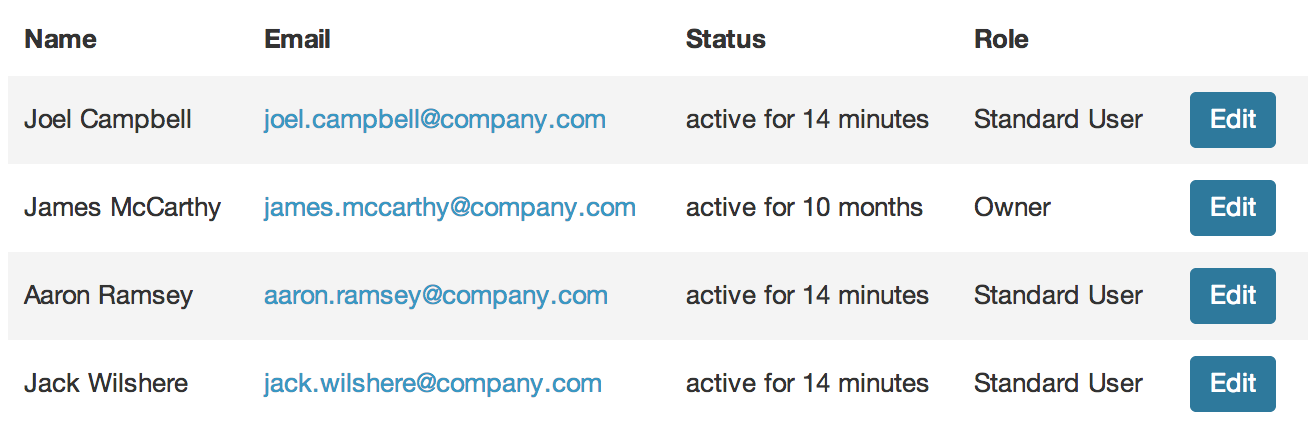 Name Email Status Role
Joel Campbell joel.campbell@company.com active for 14 minutes Standard User Edit
James McCarthy james.mccarthy@company.com active for 10 months Owner Edit
Aaron Ramsey aaron.ramsey@company.com active for 14 minutes Standard User Edit
Jack Wilshere jack.wilshere@company.com active for 14 minutes Standard User Edit